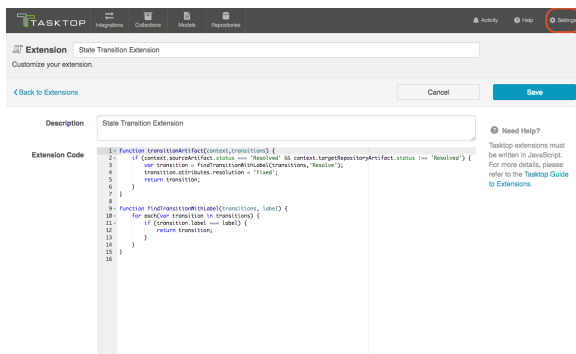 TASKTOP
Integrations Collections Models Repositories
Activity Help Settings
Extension State Transition Extension
Customize your extension.
Back to Extensions
Cancel Save
Description State Transition Extension
Need Help?
Tasktop extensions must
be written in JavaScript.
For more details, please
refer to the Tasktop Guide
to Extensions.
Extension Code
1 function transitionArtifact(context,transitions) {
2 if (context.sourceArtifact.status === 'Resolved' && context.targetRepositoryArtifact.status !== 'Resolved') {
3 var transition = findTransitionWithLabel(transitions,'Resolve');
4 transition.attributes.resolution = 'Fixed';
5 return transition;
6 }
7 }
8
9 function findTransitionWithLabel(transitions, label) {
10 for each(var transition in transitions) {
11 if (transition.label === label) {
12 return transition;
13 }
14 }
15 }
16